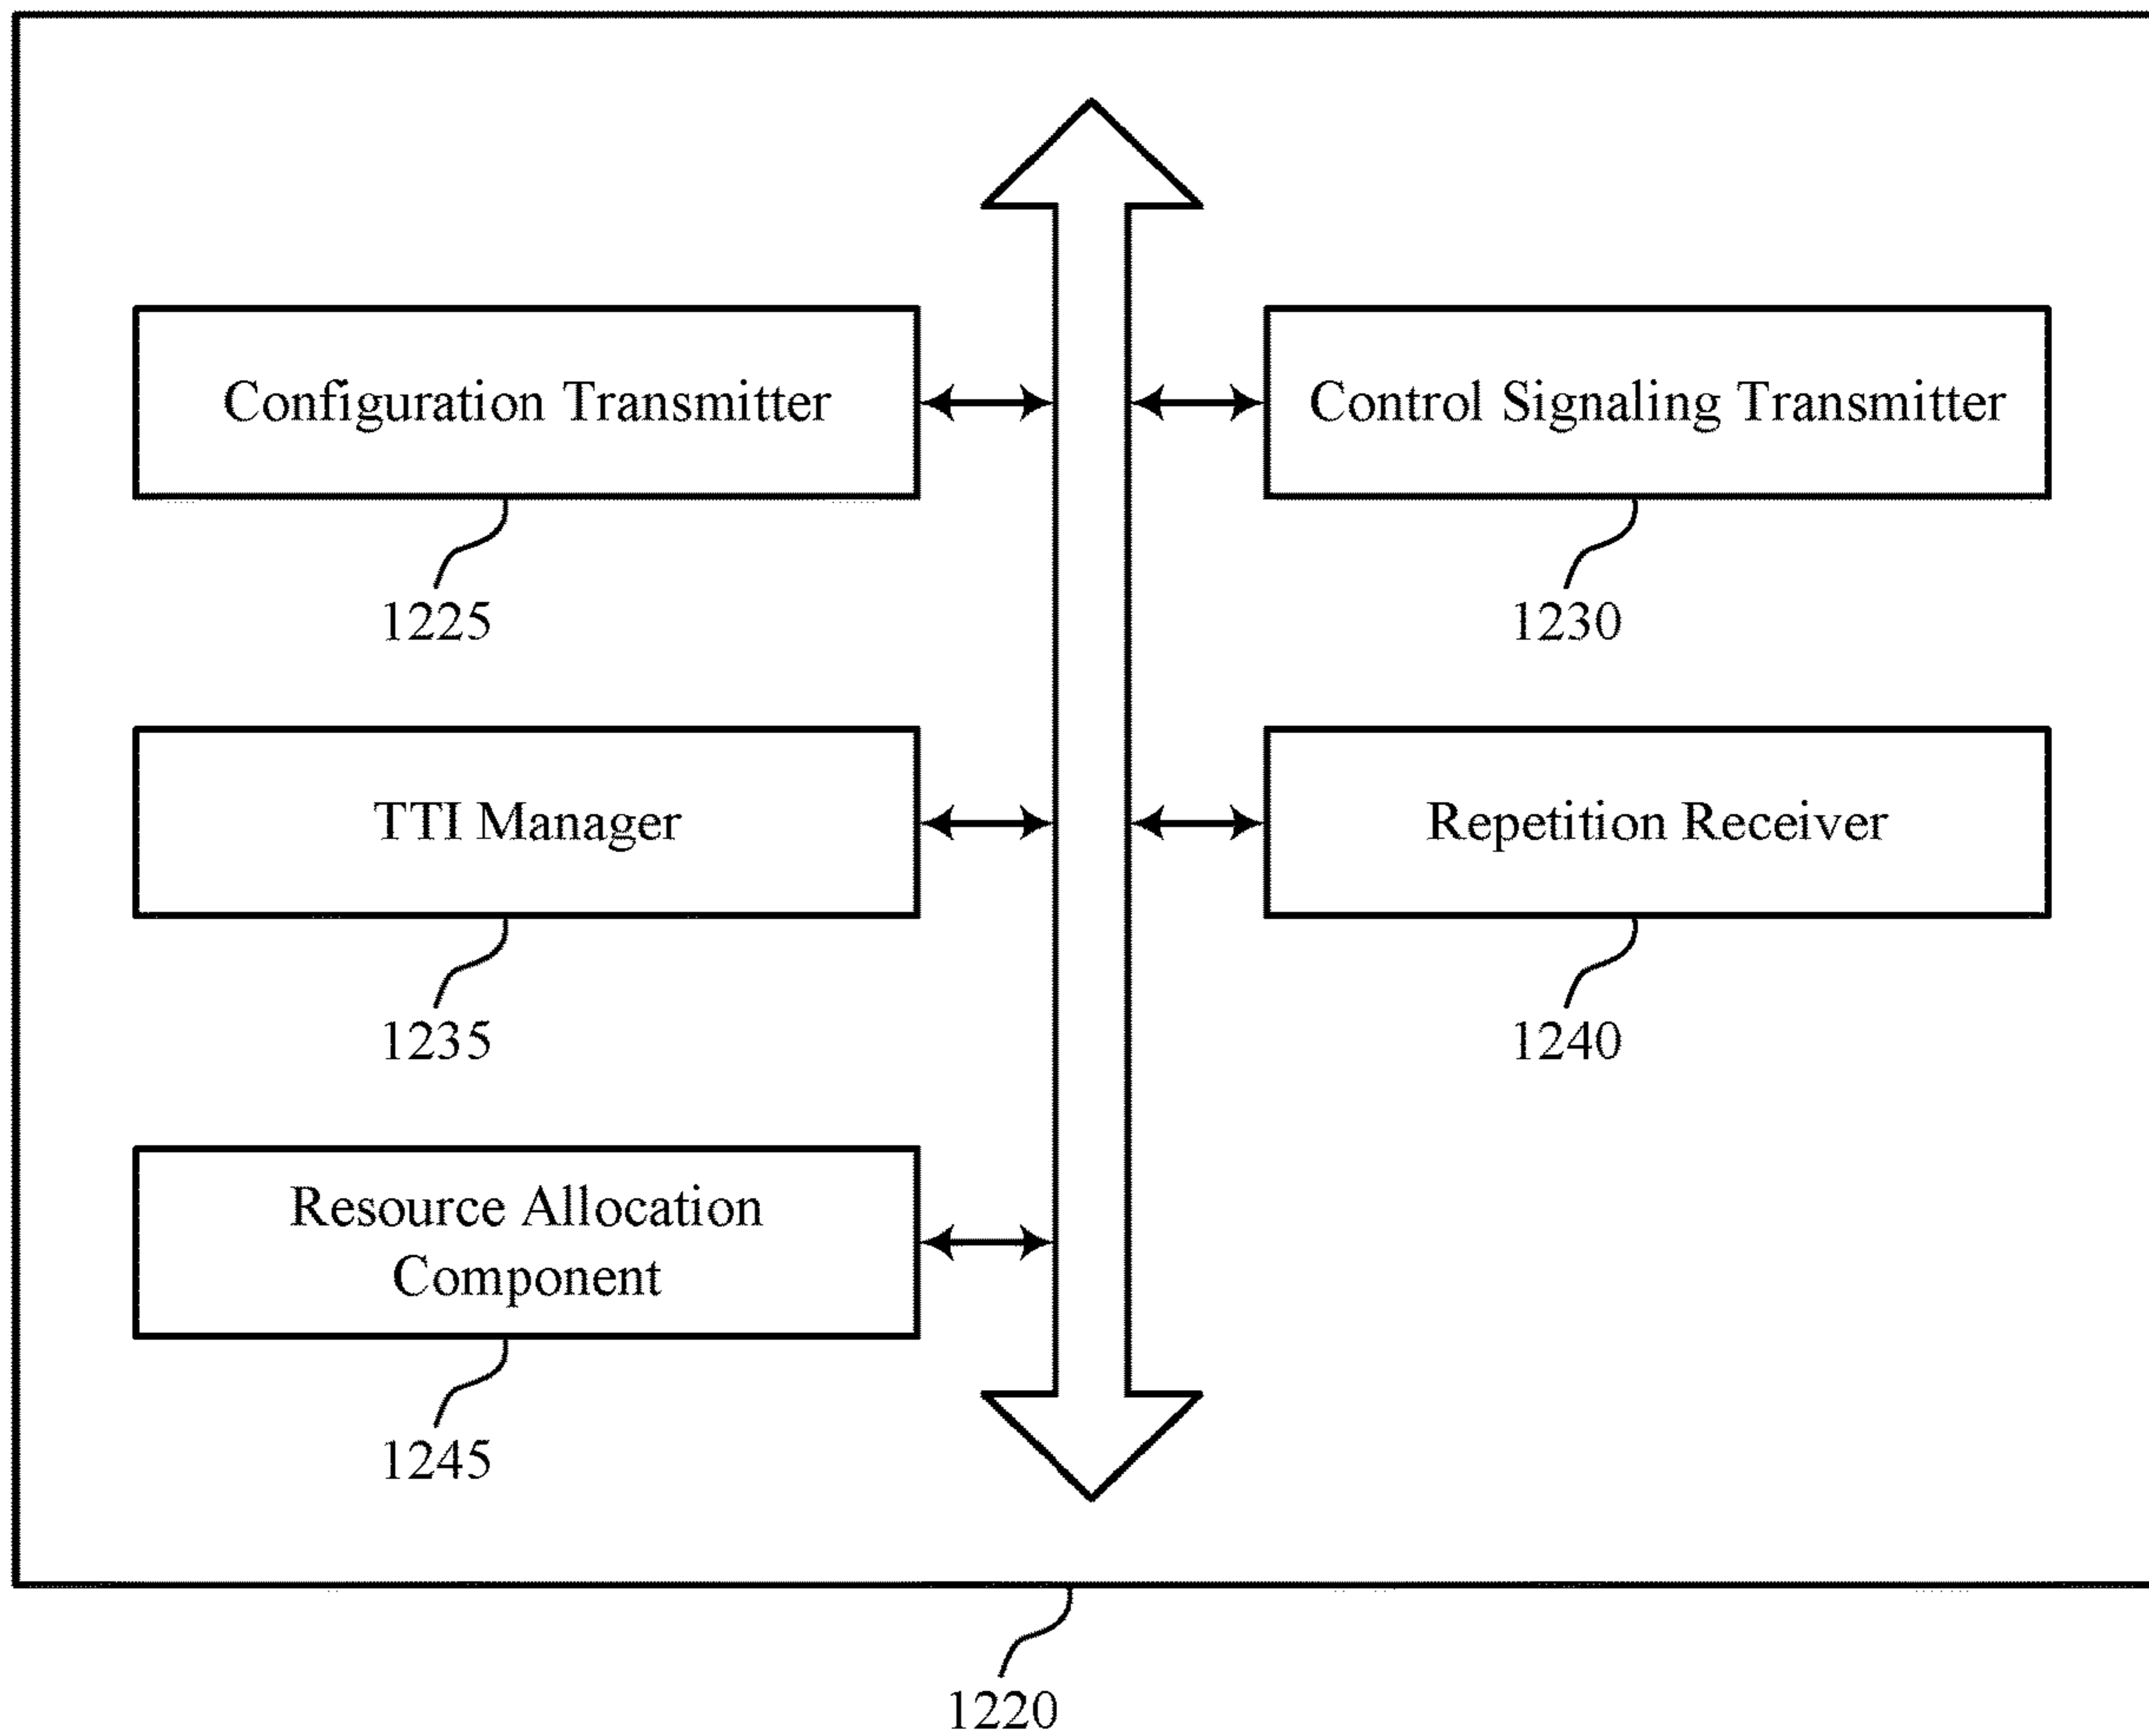 Configuration Transmitter
Control Signaling Transmitter
1225
1230
TTI Manager
Repetition Receiver
1235
1240
Resource Allocation
Component
1245
1220